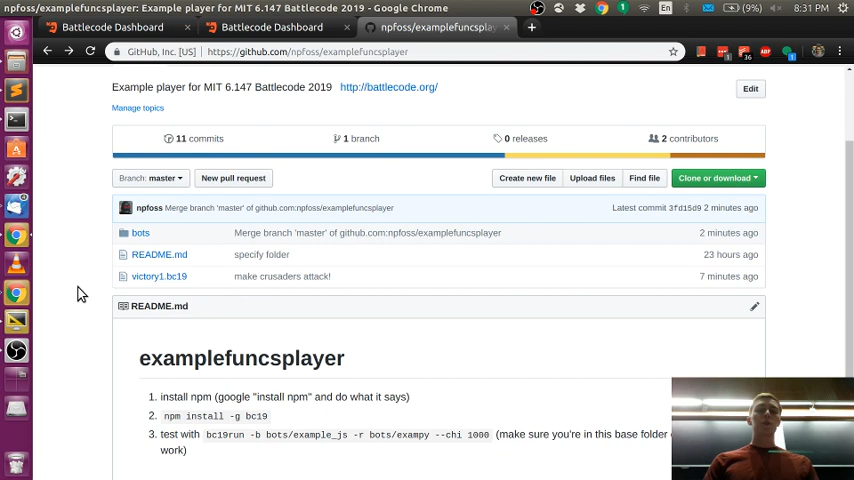 npfoss/examplefuncsplayer: Example player for MIT 6.147 Battlecode 2019 - Google Chrome
En
(9%)
8:31 PM
Battlecode Dashboard
Battlecode Dashboard
npfoss/examplefuncspla
GitHub, Inc. [US]
https://github.com/npfoss/examplefuncsplayer
Example player for MIT 6.147 Battlecode 2019 http://battlecode.org/
Edit
Manage topics
11 commits
1 branch
0 releases
2 contributors
Branch: master
New pull request
Create new file
Upload files
Find file
Clone or download
npfoss Merge branch 'master' of github.com:npfoss/examplefuncsplayer
Latest commit 3fd15d9 2 minutes ago
bots
Merge branch 'master' of github.com:npfoss/examplefuncsplayer
2 minutes ago
README.md
specify folder
23 hours ago
victory1.bc19
make crusaders attack!
7 minutes ago
README.md
examplefuncsplayer
1. install npm (google "install npm" and do what it says)
2. npm install -g bc19
3. test with bc19run -b bots/example_js -r bots/exampy --chi 1000 (make sure you're in this base folder
work)